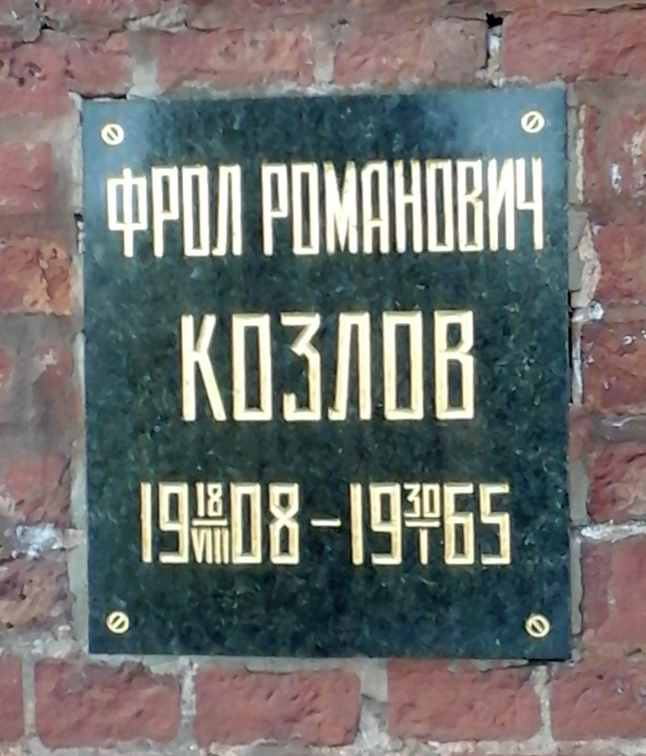 ФРОЛ РОМАНОВИЧ
КОЗЛОВ
19 18/VIII 08 – 19 30/I 65